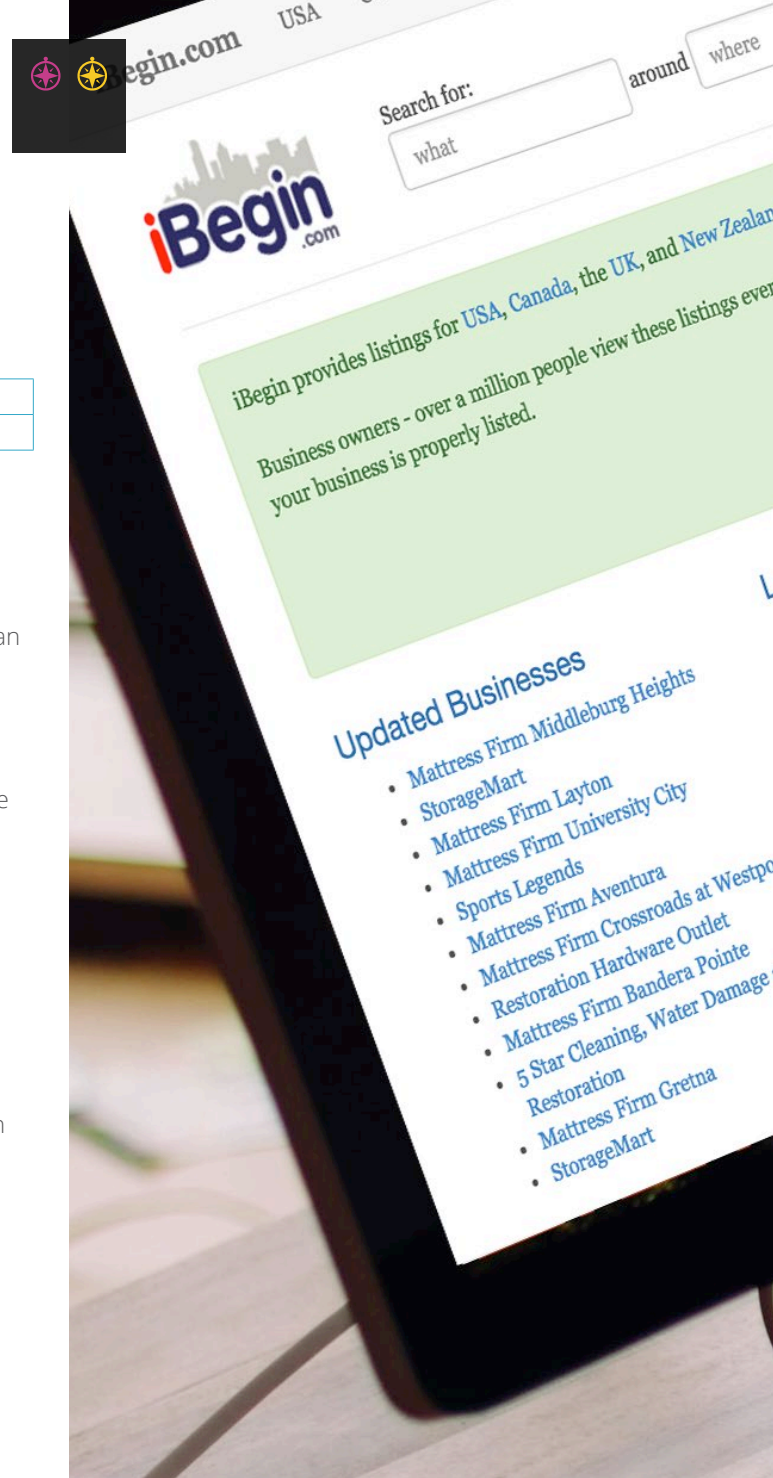 iBegin.com
USA
Search for:
what
around
where
iBegin
.com
iBegin provides listings for USA, Canada, the UK, and New
Business owners - over a million people view these listings
your business is properly listed.
Updated Businesses
Mattress Firm Middleburg Heights
StorageMart
Mattress Firm Layton
Mattress Firm University City
Sports Legends
Mattress Firm Aventura
Mattress Firm Crossroads at
Restoration Hardware Outlet
Mattress Firm Bandera Pointe
5 Star Cleaning, Water Damage
Restoration
Mattress Firm Gretna
StorageMart